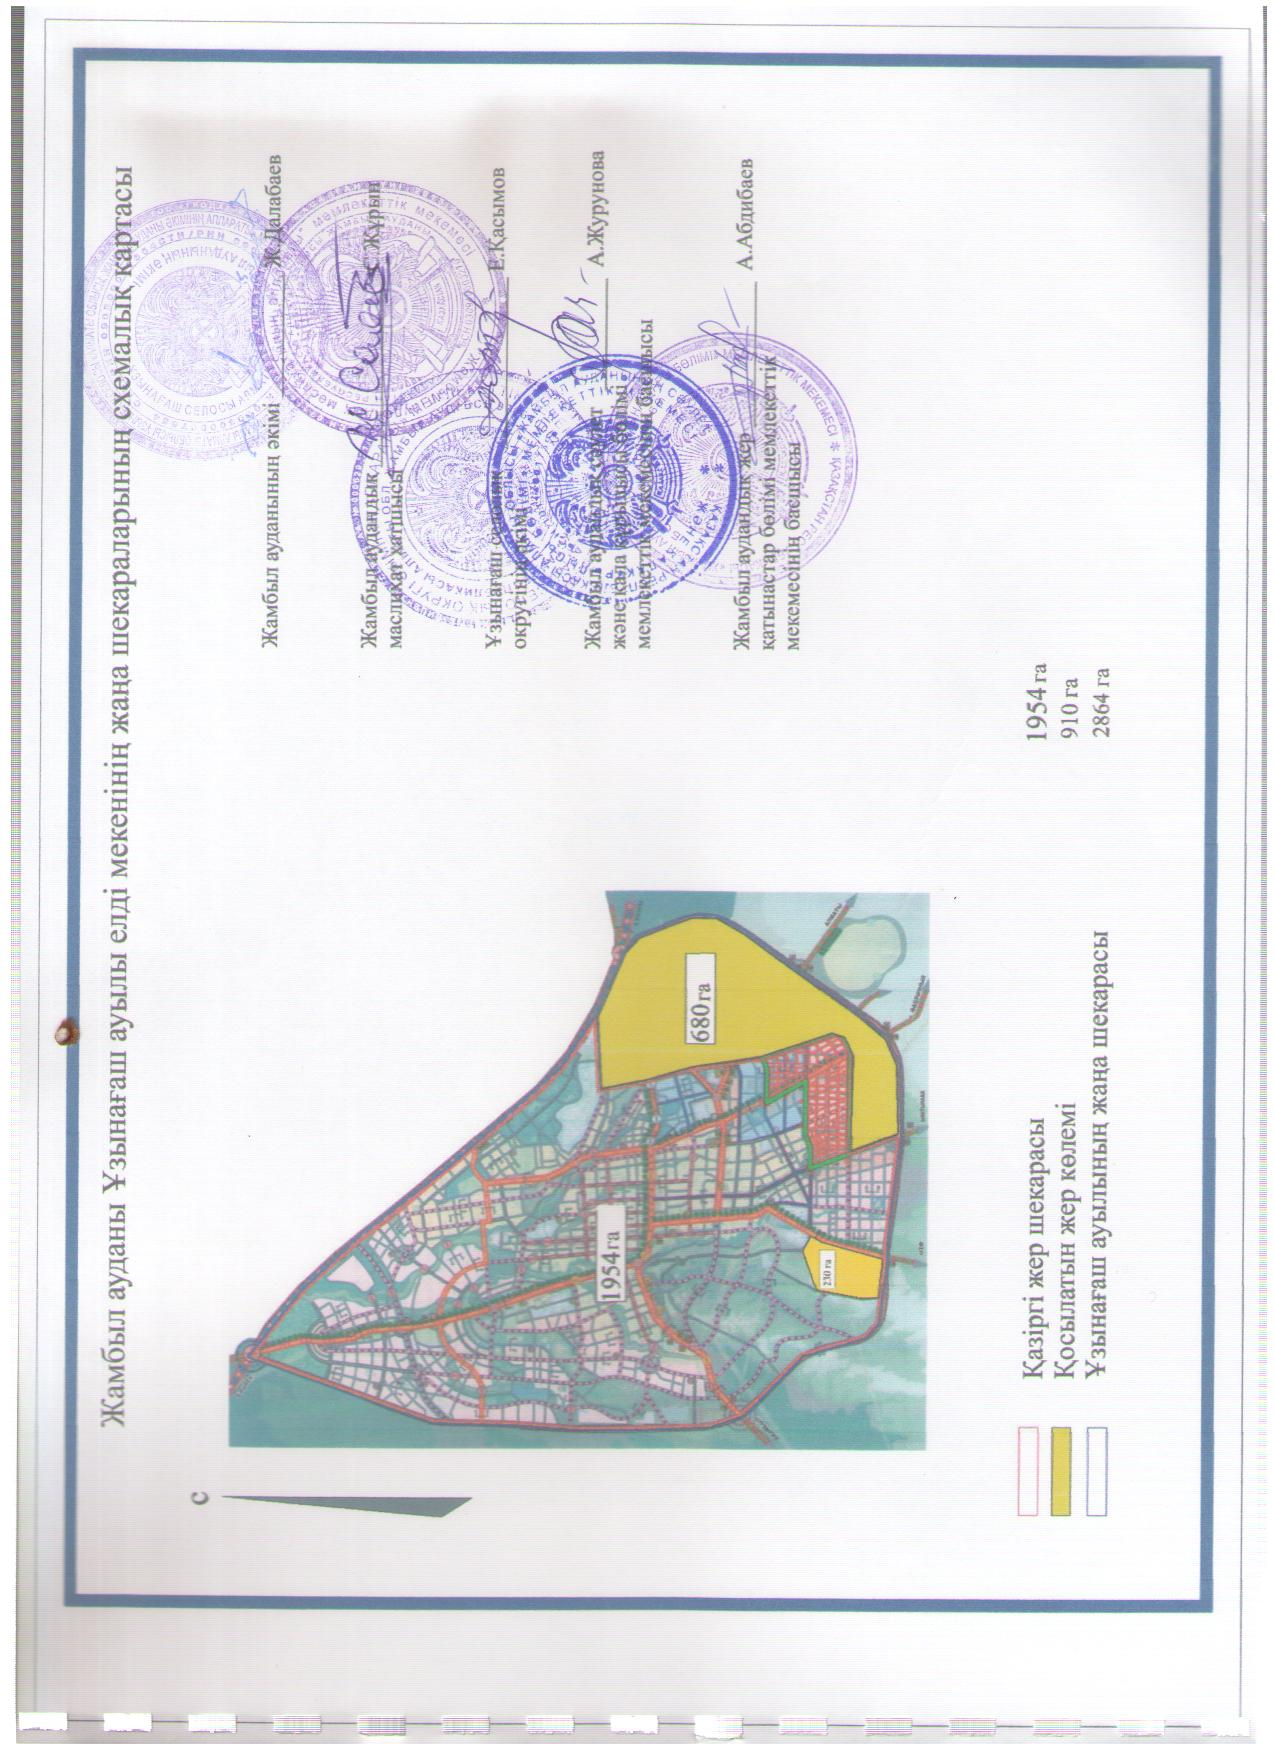 Жамбыл ауданы Ұзынағаш ауылы елді мекенінің жаңа шекараларының схемалық картасы
С
Жамбыл ауданының әкімі Ж.Далабаев
Жамбыл аудандық
маслихат хатшысы Жұрын
Ұзынағаш селолық
округінің әкімі Е.Қасымов
Жамбыл аудандық сәулет
және қала құрылысы бөлімі
мемлекеттік мекемесінің басшысы А.Журунова
Жамбыл аудандық жер
қатынастар бөлімі мемлекеттік
мекемесінің басшысы А.Абдибаев
680 га
1954 га
230 га
Қазіргі жер шекарасы 1954 га
Қосылатын жер көлемі 910 га
Ұзынағаш ауылының жаңа шекарасы 2864 га